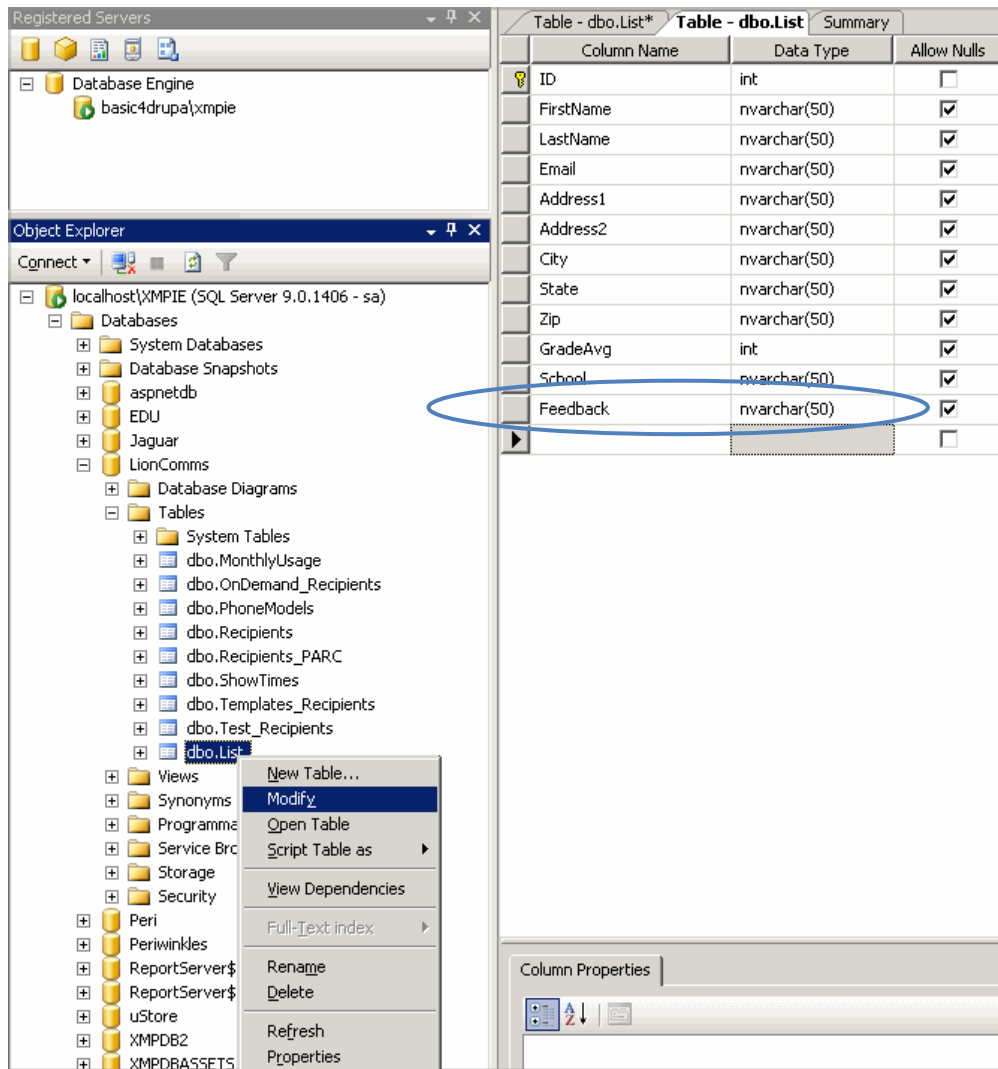 Registered Servers
Database Engine
basic4drupa\xmpie
Object Explorer
Connect
localhost\XMPIE (SQL Server 9.0.1406 - sa)
Databases
System Databases
Database Snapshots
aspnetdb
EDU
Jaguar
LionComms
Database Diagrams
Tables
System Tables
dbo.MonthlyUsage
dbo.OnDemand_Recipients
dbo.PhoneModels
dbo.Recipients
dbo.Recipients_PARC
dbo.ShowTimes
dbo.Templates_Recipients
dbo.Test_Recipients
dbo.List
Views
Synonyms
Programma
Service Bro
Storage
Security
Peri
Periwinkles
ReportServer$
ReportServer$
uStore
XMPDB2
XMPDBASSETS
New Table...
Modify
Open Table
Script Table as
View Dependencies
Full-Text index
Rename
Delete
Refresh
Properties
Table - dbo.List* Table - dbo.List Summary
Column Name Data Type Allow Nulls
ID int
FirstName nvarchar(50)
LastName nvarchar(50)
Email nvarchar(50)
Address1 nvarchar(50)
Address2 nvarchar(50)
City nvarchar(50)
State nvarchar(50)
Zip nvarchar(50)
GradeAvg int
School nvarchar(50)
Feedback nvarchar(50)
Column Properties